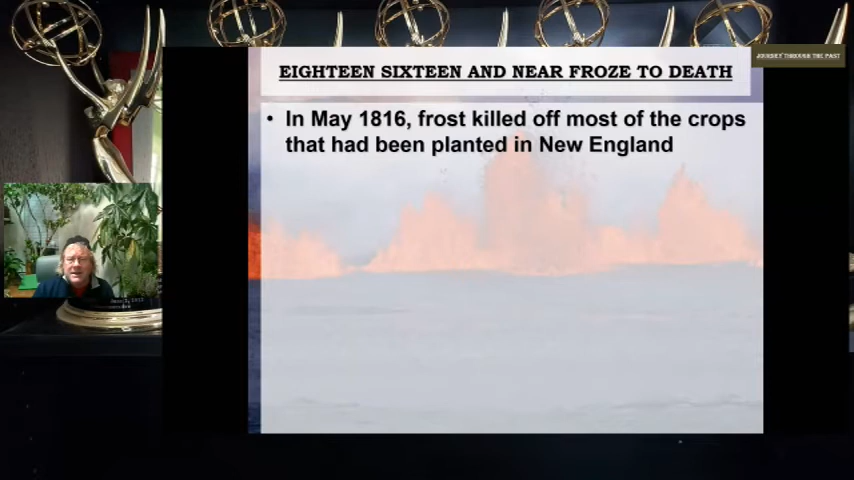 JOURNEY THROUGH THE PAST
EIGHTEEN SIXTEEN AND NEAR FROZE TO DEATH
• In May 1816, frost killed off most of the crops
that had been planted in New England